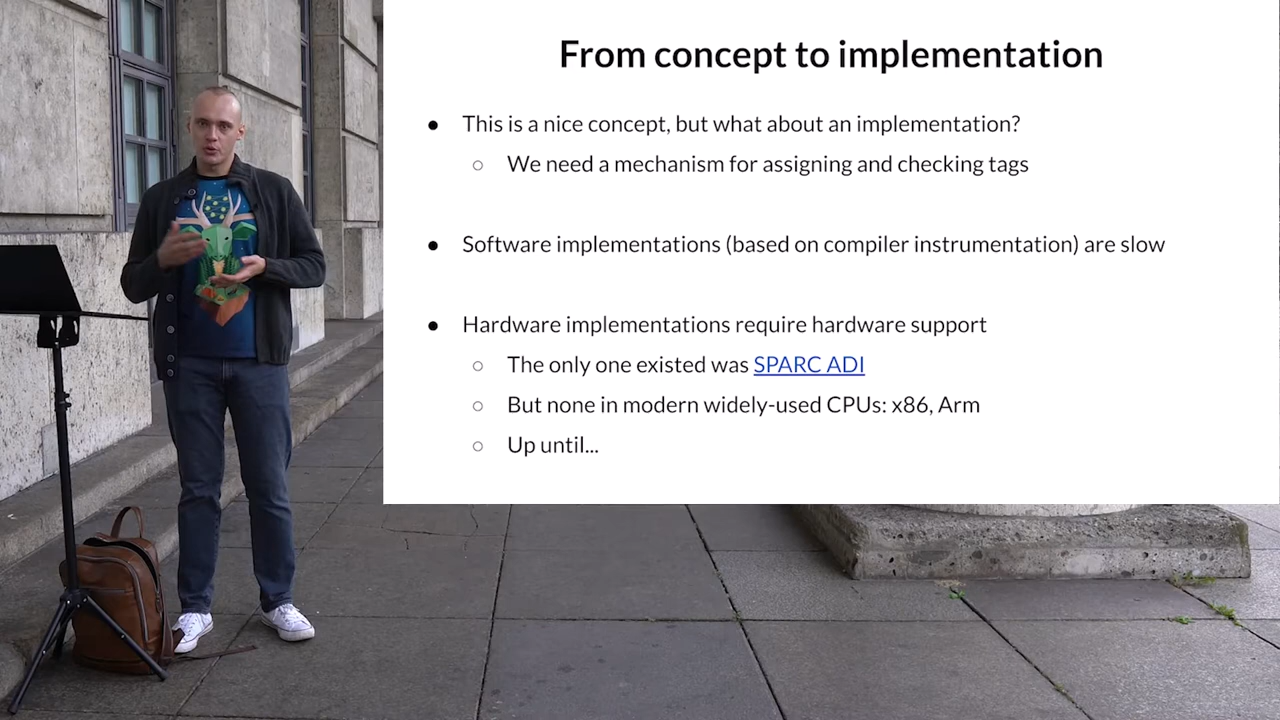 From concept to implementation
● This is a nice concept, but what about an implementation?
○ We need a mechanism for assigning and checking tags
● Software implementations (based on compiler instrumentation) are slow
● Hardware implementations require hardware support
○ The only one existed was SPARC ADI
○ But none in modern widely-used CPUs: x86, Arm
○ Up until...